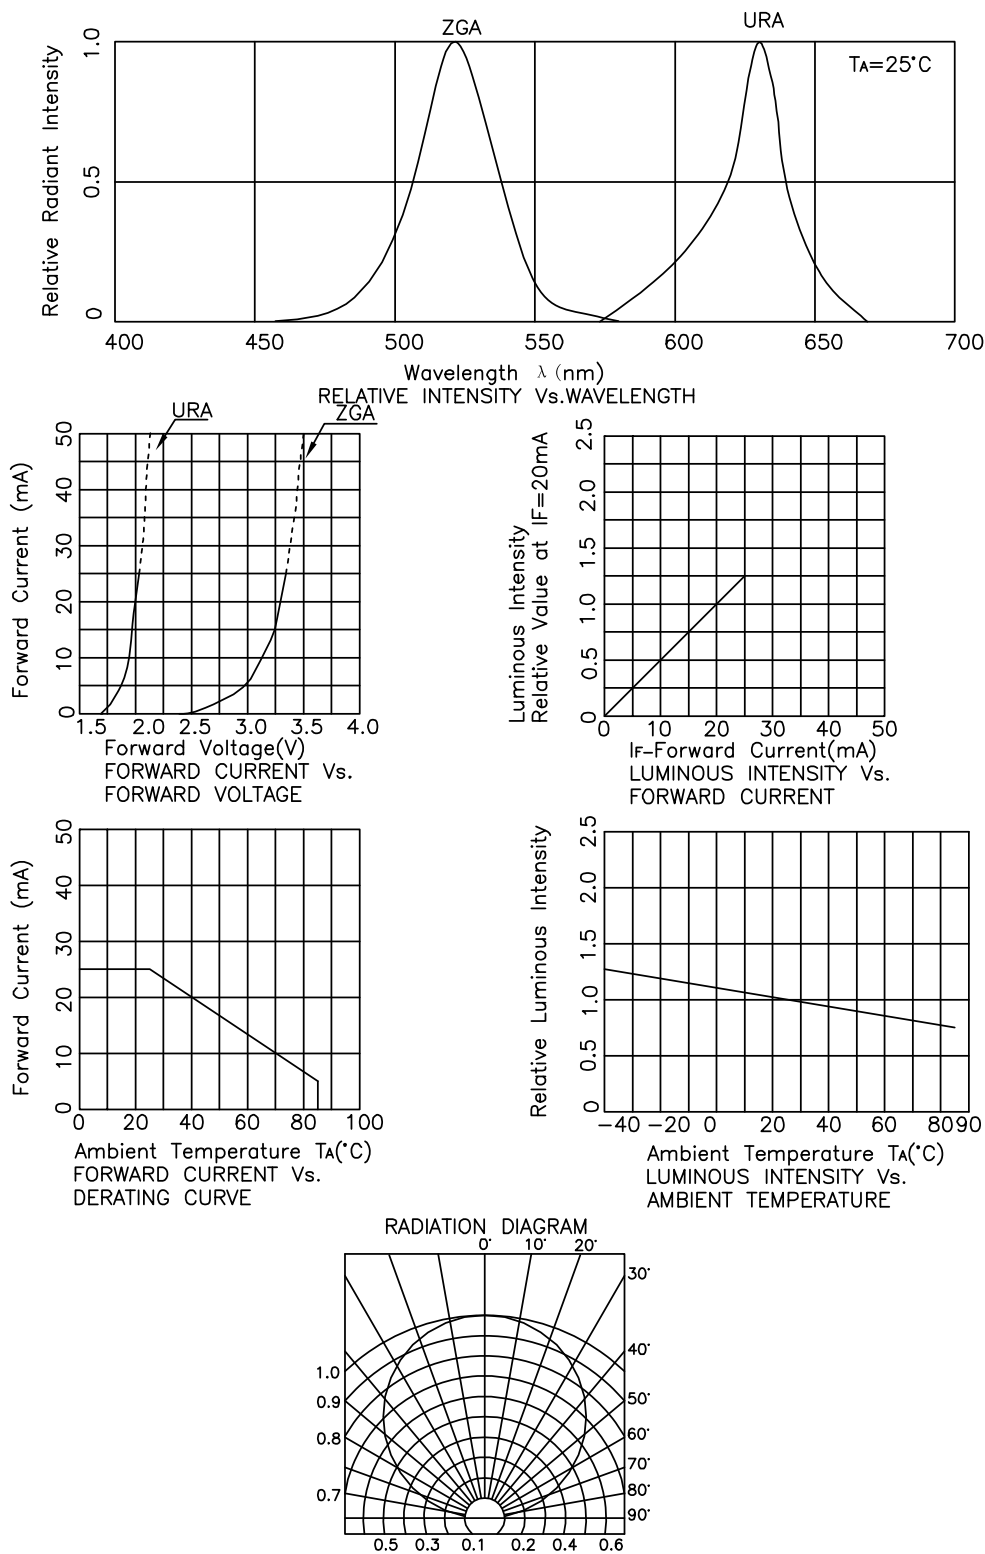 ZGA
URA
TA=25°C
Relative Radiant Intensity
1.0
0.5
0
400 450 500 550 600 650 700
Wavelength λ (nm)
RELATIVE INTENSITY Vs.WAVELENGTH
URA
ZGA
Forward Current (mA)
50
40
30
20
10
0
1.5 2.0 2.5 3.0 3.5 4.0
Forward Voltage(V)
FORWARD CURRENT Vs.
FORWARD VOLTAGE
Luminous Intensity
Relative Value at IF=20mA
2.5
2.0
1.5
1.0
0.5
0
0 10 20 30 40 50
IF-Forward Current(mA)
LUMINOUS INTENSITY Vs.
FORWARD CURRENT
Forward Current (mA)
50
40
30
20
10
0
0 20 40 60 80 100
Ambient Temperature TA(°C)
FORWARD CURRENT Vs.
DERATING CURVE
Relative Luminous Intensity
2.5
2.0
1.5
1.0
0.5
0
-40 -20 0 20 40 60 80 90
Ambient Temperature TA(°C)
LUMINOUS INTENSITY Vs.
AMBIENT TEMPERATURE
RADIATION DIAGRAM
0° 10° 20°
30°
40°
50°
60°
70°
80°
90°
1.0
0.9
0.8
0.7
0.5 0.3 0.1 0.2 0.4 0.6